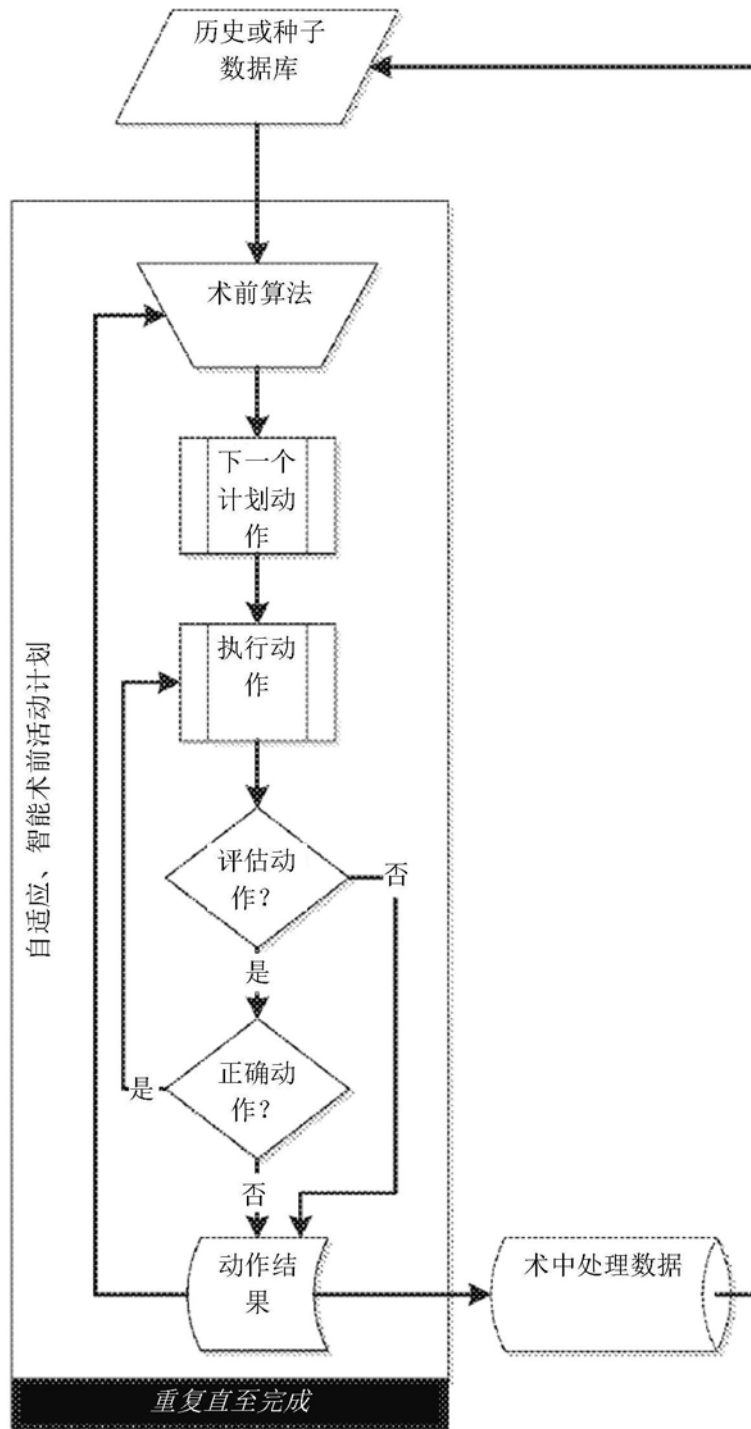 历史或种子
数据库
术前算法
下一个
计划动
作
执行动
作
自适应、智能术前活动计划
评估动
作？
否
是
正确动
作？
是
否
动作结
果
术中处理数据
重复直至完成